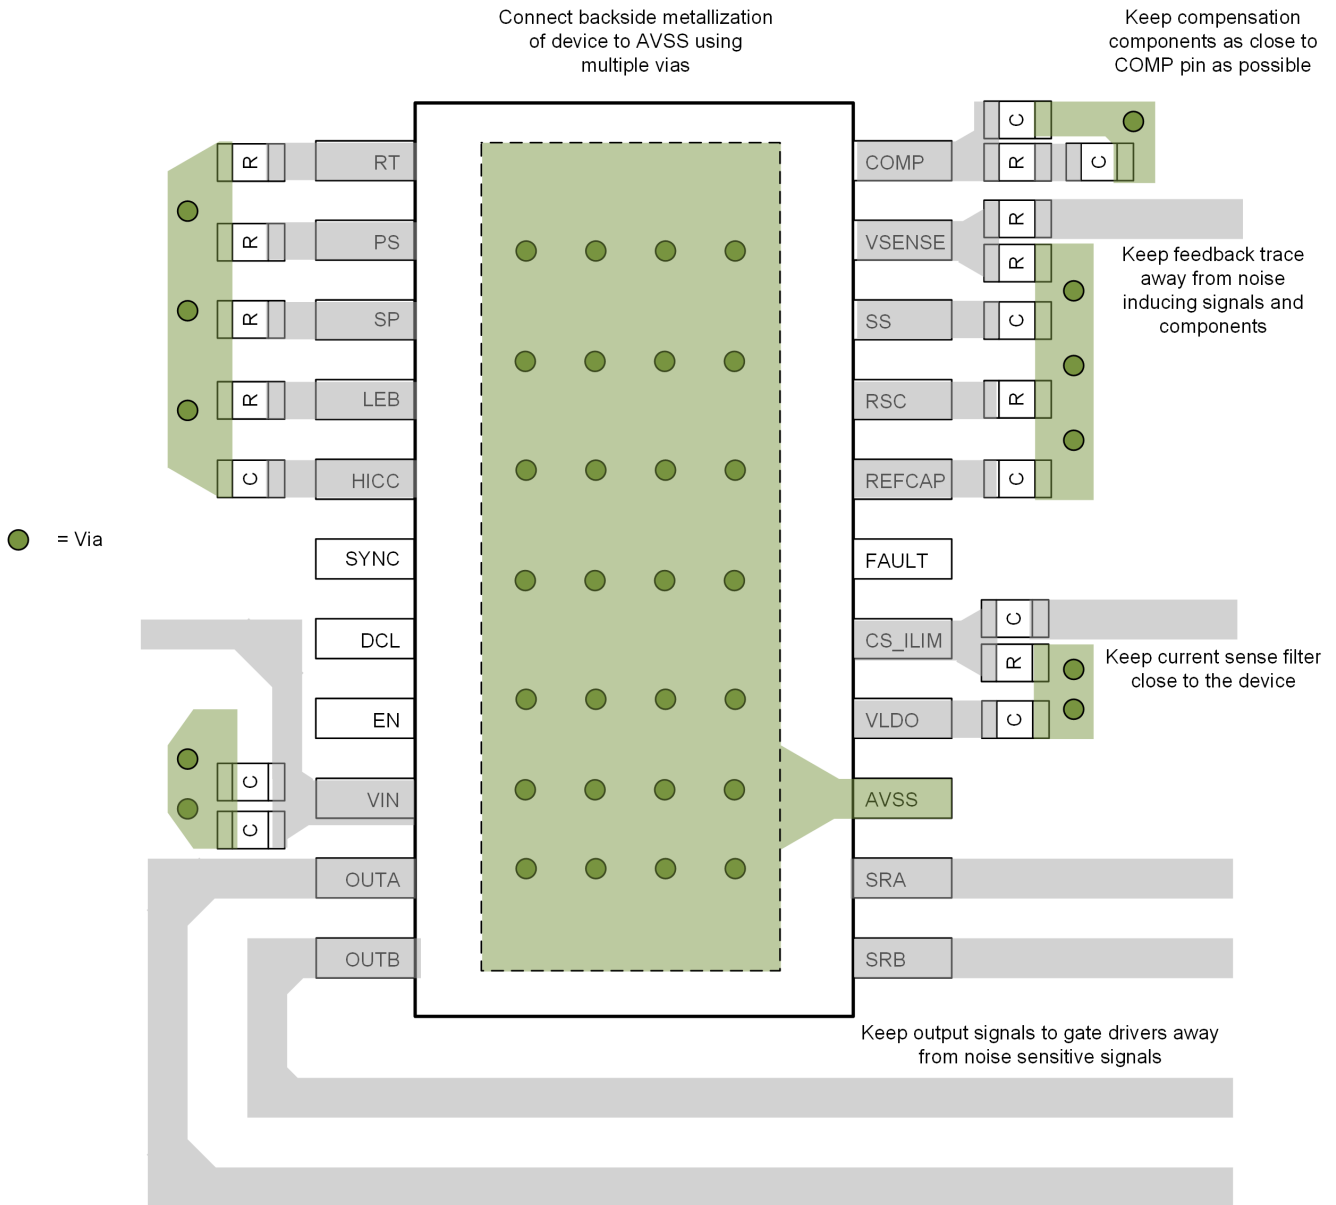 Connect backside metallization
of device to AVSS using
multiple vias
Keep compensation
components as close to
COMP pin as possible
C
R
RT
COMP
R
C
R
R
PS
VSENSE
R
Keep feedback trace
away from noise
inducing signals and
components
R
SP
SS
C
R
LEB
RSC
R
C
HICC
REFCAP
C
= Via
SYNC
FAULT
C
DCL
CS_ILIM
R
Keep current sense filter
close to the device
EN
VLDO
C
C
VIN
AVSS
C
OUTA
SRA
OUTB
SRB
Keep output signals to gate drivers away
from noise sensitive signals